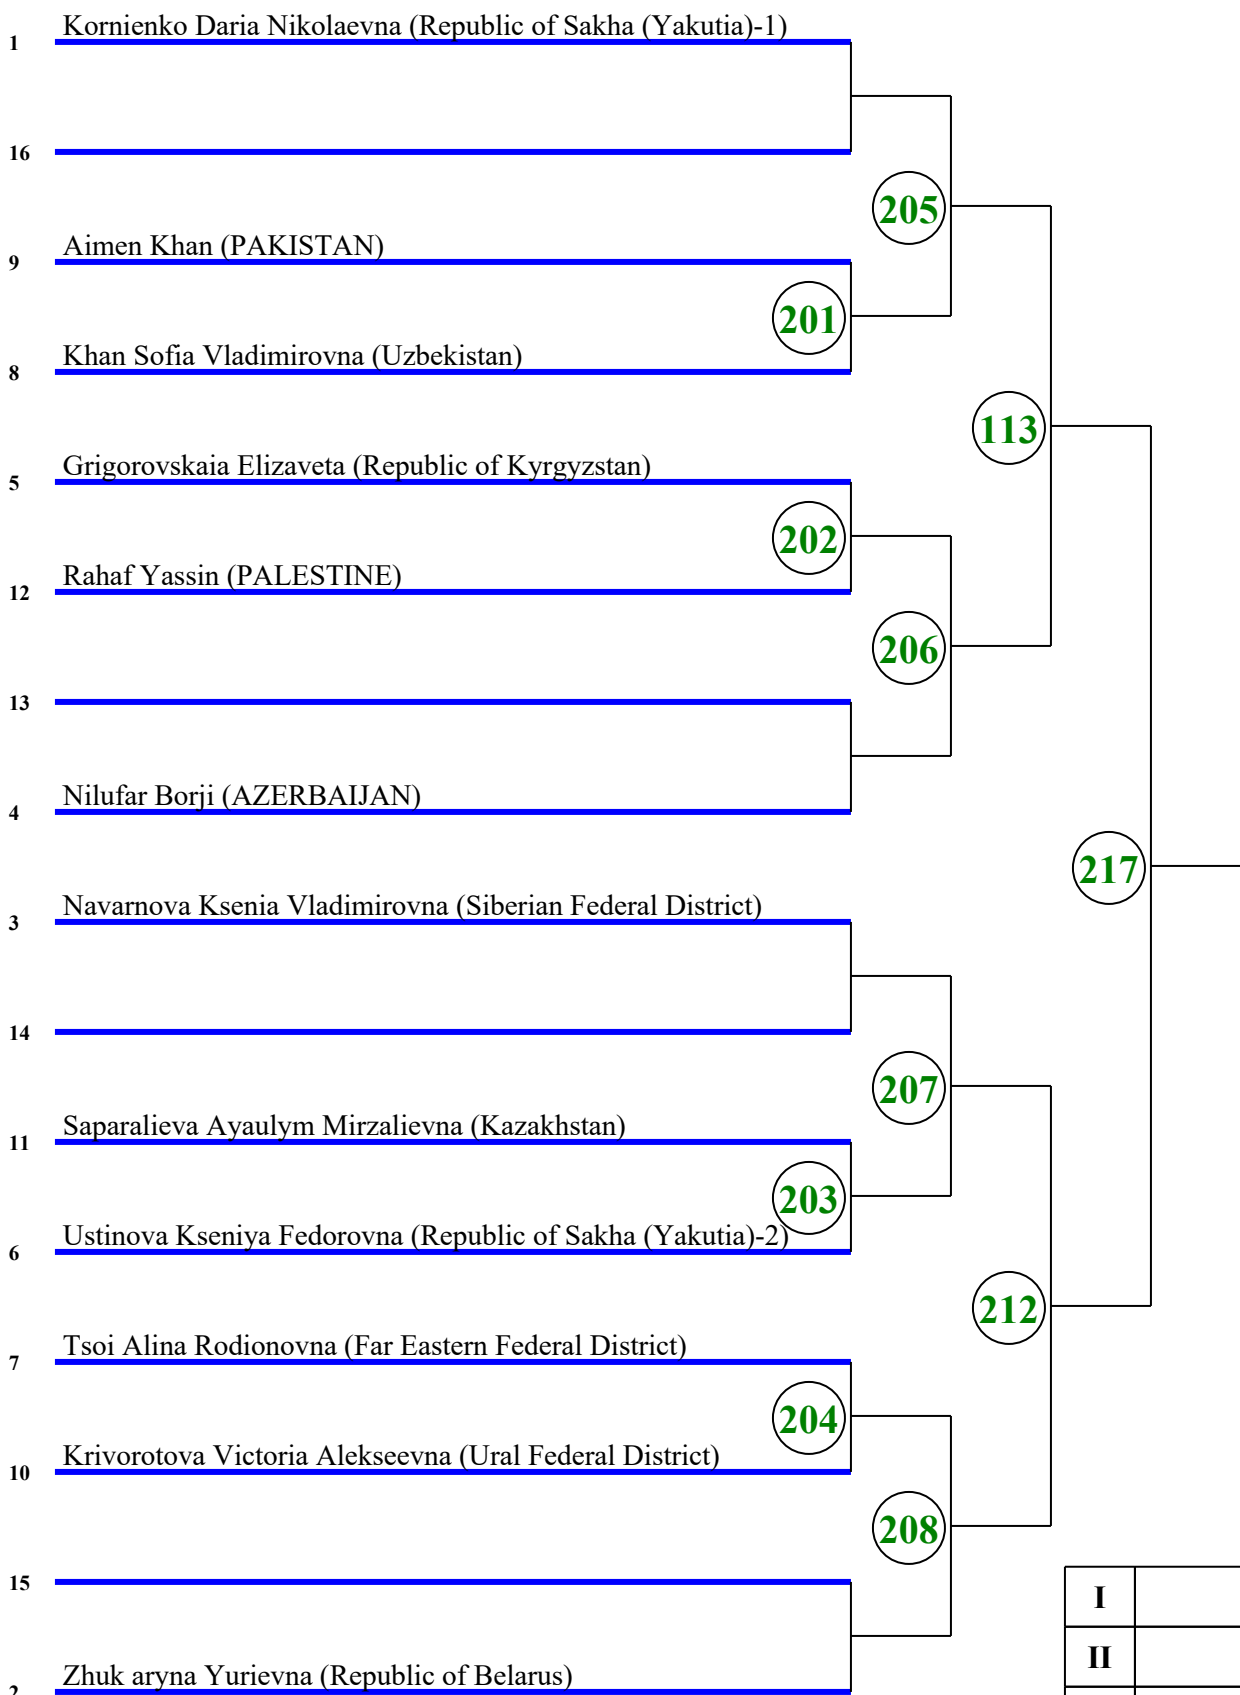 Kornienko Daria Nikolaevna (Republic of Sakha (Yakutia)-1)
1
16
205
Aimen Khan (PAKISTAN)
9
201
Khan Sofia Vladimirovna (Uzbekistan)
8
113
Grigorovskaia Elizaveta (Republic of Kyrgyzstan)
5
202
Rahaf Yassin (PALESTINE)
12
206
13
Nilufar Borji (AZERBAIJAN)
4
217
Navarnova Ksenia Vladimirovna (Siberian Federal District)
3
14
207
Saparalieva Ayaulym Mirzalievna (Kazakhstan)
11
203
Ustinova Kseniya Fedorovna (Republic of Sakha (Yakutia)-2)
6
212
Tsoi Alina Rodionovna (Far Eastern Federal District)
7
204
Krivorotova Victoria Alekseevna (Ural Federal District)
10
208
15
I
II
Zhuk aryna Yurievna (Republic of Belarus)
2